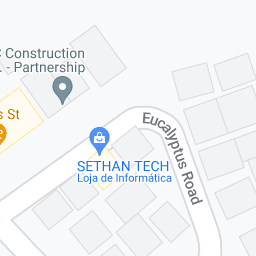 Construction
- Partnership
s St
Eucalyptus Road
SETHAN TECH
Loja de Informática